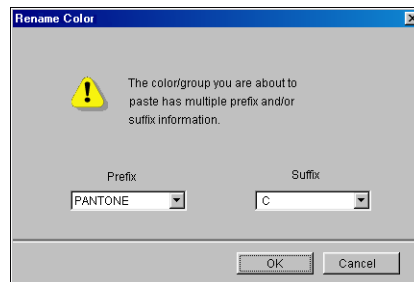 Rename Color
The color/group you are about to
paste has multiple prefix and/or
suffix information.
Prefix
Suffix
PANTONE
C
OK
Cancel